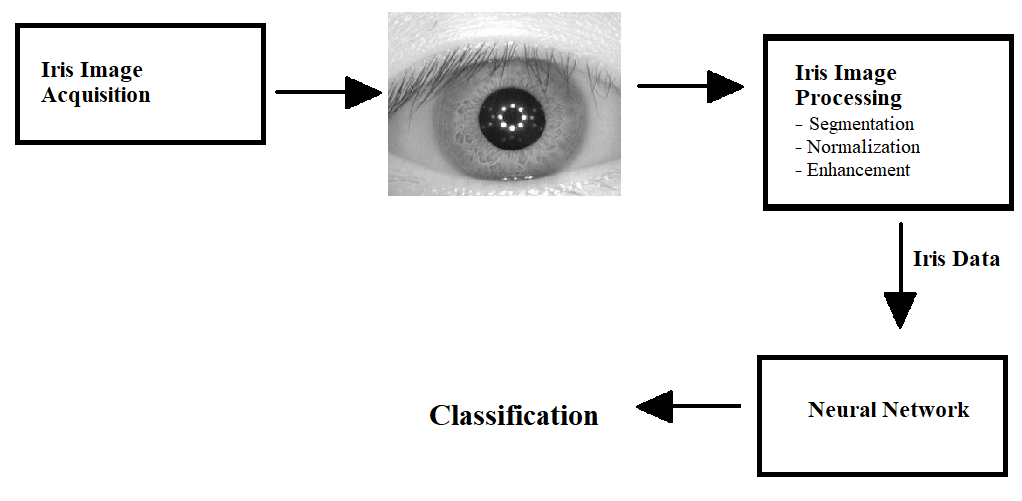 Iris Image
Acquisition
Iris Image
Processing
- Segmentation
- Normalization
- Enhancement
Iris Data
Neural Network
Classification